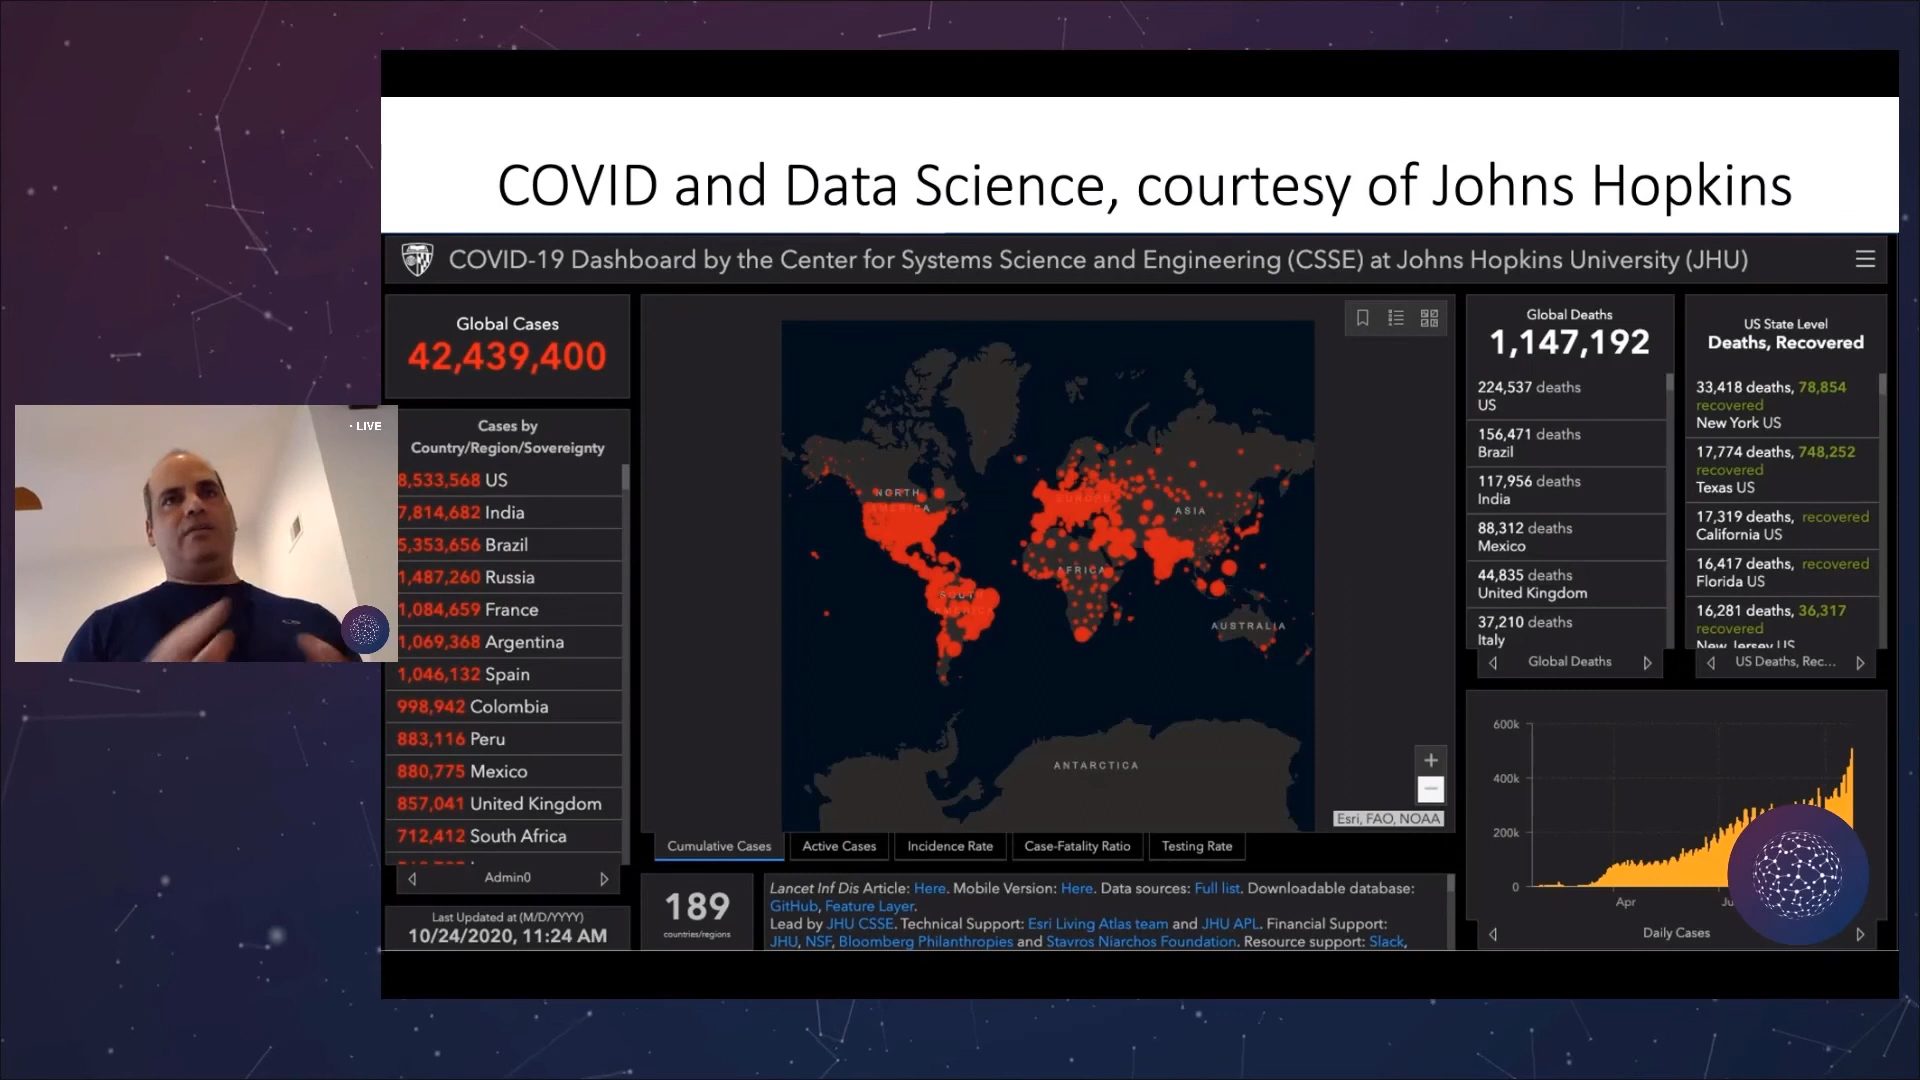 COVID and Data Science, courtesy of Johns Hopkins
COVID-19 Dashboard by the Center for Systems Science and Engineering (CSSE) at Johns Hopkins University (JHU)
Global Cases
42,439,400
Cases by
Country/Region/Sovereignty
8,533,568 US
7,814,682 India
5,353,656 Brazil
1,487,260 Russia
1,084,659 France
1,069,368 Argentina
1,046,132 Spain
998,942 Colombia
883,116 Peru
880,775 Mexico
857,041 United Kingdom
712,412 South Africa
Admin0
Last Updated at (M/D/YYYY)
10/24/2020, 11:24 AM
• LIVE
NORTH
AMERICA
SOUTH
AMERICA
EUROPE
AFRICA
ASIA
AUSTRALIA
ANTARCTICA
+
−
Esri, FAO, NOAA
Cumulative Cases
Active Cases
Incidence Rate
Case-Fatality Ratio
Testing Rate
189
countries/regions
Lancet Inf Dis Article: Here. Mobile Version: Here. Data sources: Full list. Downloadable database:
GitHub, Feature Layer.
Lead by JHU CSSE. Technical Support: Esri Living Atlas team and JHU APL. Financial Support:
JHU, NSF, Bloomberg Philanthropies and Stavros Niarchos Foundation. Resource support: Slack,
Global Deaths
1,147,192
224,537 deaths
US
156,471 deaths
Brazil
117,956 deaths
India
88,312 deaths
Mexico
44,835 deaths
United Kingdom
37,210 deaths
Italy
Global Deaths
US State Level
Deaths, Recovered
33,418 deaths, 78,854
recovered
New York US
17,774 deaths, 748,252
recovered
Texas US
17,319 deaths, recovered
California US
16,417 deaths, recovered
Florida US
16,281 deaths, 36,317
recovered
New Jersey US
US Deaths, Rec...
600k
400k
200k
0
Apr
Daily Cases